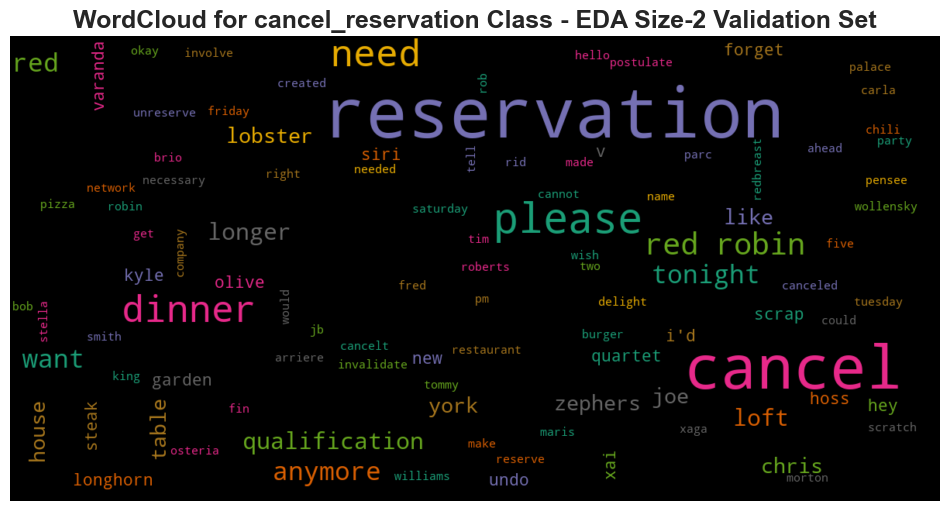 WordCloud for cancel_reservation Class - EDA Size-2 Validation Set
red
varanda
okay
involve
need
hello
postulate
forget
palace
created
rob
carla
unreserve
friday
reservation
lobster
chili
party
siri
v
tell
rid
made
parc
redbreast
ahead
brio
needed
right
network
necessary
pensee
cannot
name
pizza
robin
saturday
please
like
wollensky
get
company
longer
tim
red robin
five
wish
two
roberts
tonight
kyle
olive
fred
canceled
bob
stella
dinner
would
pm
delight
scrap
tuesday
could
smith
jb
burger
i'd
want
cancelt
arriere
new
restaurant
quartet
invalidate
cancel
king
garden
tommy
house
steak
table
fin
york
zephers
joe
hoss
hey
loft
scratch
qualification
maris
xaga
osteria
make
anymore
reserve
xai
chris
longhorn
williams
undo
morton